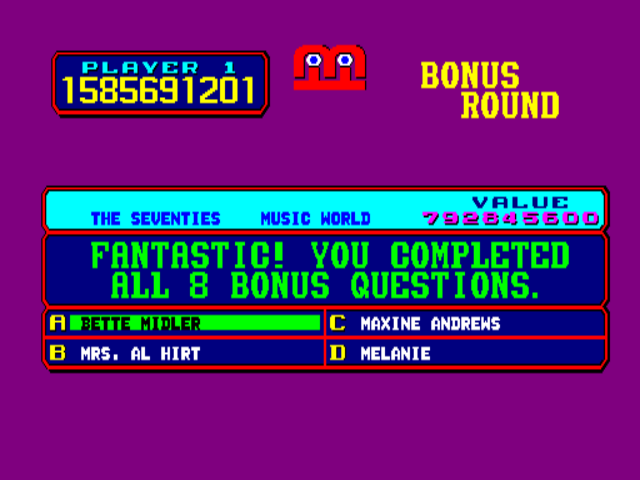 PLAYER 1
1585691201
BONUS
ROUND
VALUE
THE SEVENTIES MUSIC WORLD 792845600
FANTASTIC! YOU COMPLETED
ALL 8 BONUS QUESTIONS.
A BETTE MIDLER C MAXINE ANDREWS
B MRS. AL HIRT D MELANIE